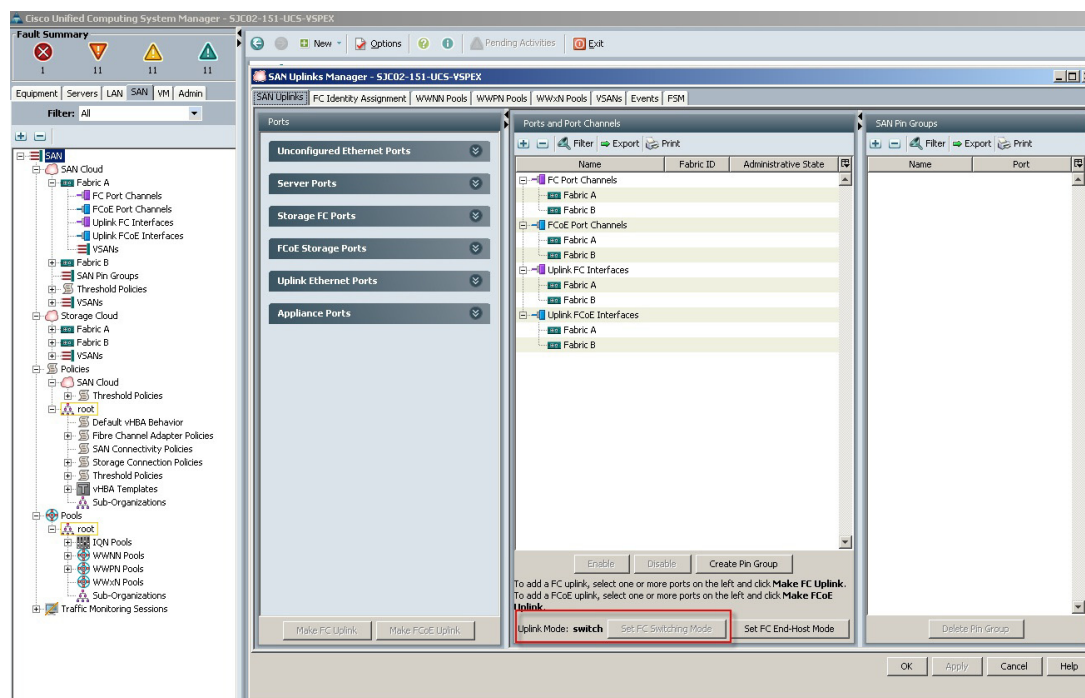 Cisco Unified Computing System Manager - SJC02-151-UCS-VSPEX
Fault Summary
1 11 11 11
New Options Pending Activities Exit
Equipment Servers LAN SAN VM Admin
Filter: All
SAN
SAN Cloud
Fabric A
FC Port Channels
FCoE Port Channels
Uplink FC Interfaces
Uplink FCoE Interfaces
VSANs
Fabric B
SAN Pin Groups
Threshold Policies
VSANs
Storage Cloud
Fabric A
Fabric B
VSANs
Policies
SAN Cloud
Threshold Policies
root
Default vHBA Behavior
Fibre Channel Adapter Policies
SAN Connectivity Policies
Storage Connection Policies
Threshold Policies
vHBA Templates
Sub-Organizations
Pools
root
IQN Pools
WWNN Pools
WWPN Pools
WWxN Pools
Sub-Organizations
Traffic Monitoring Sessions
SAN Uplinks Manager - SJC02-151-UCS-VSPEX
SAN Uplinks FC Identity Assignment WWNN Pools WWPN Pools WWxN Pools VSANs Events FSM
Ports
Unconfigured Ethernet Ports
Server Ports
Storage FC Ports
FCoE Storage Ports
Uplink Ethernet Ports
Appliance Ports
Make FC Uplink Make FCoE Uplink
Ports and Port Channels
Filter Export Print
Name Fabric ID Administrative State
FC Port Channels
Fabric A
Fabric B
FCoE Port Channels
Fabric A
Fabric B
Uplink FC Interfaces
Fabric A
Fabric B
Uplink FCoE Interfaces
Fabric A
Fabric B
Enable Disable Create Pin Group
To add a FC uplink, select one or more ports on the left and click Make FC Uplink.
To add a FCoE uplink, select one or more ports on the left and click Make FCoE
Uplink.
Uplink Mode: switch Set FC Switching Mode Set FC End-Host Mode
SAN Pin Groups
Filter Export Print
Name Port
Delete Pin Group
OK Apply Cancel Help